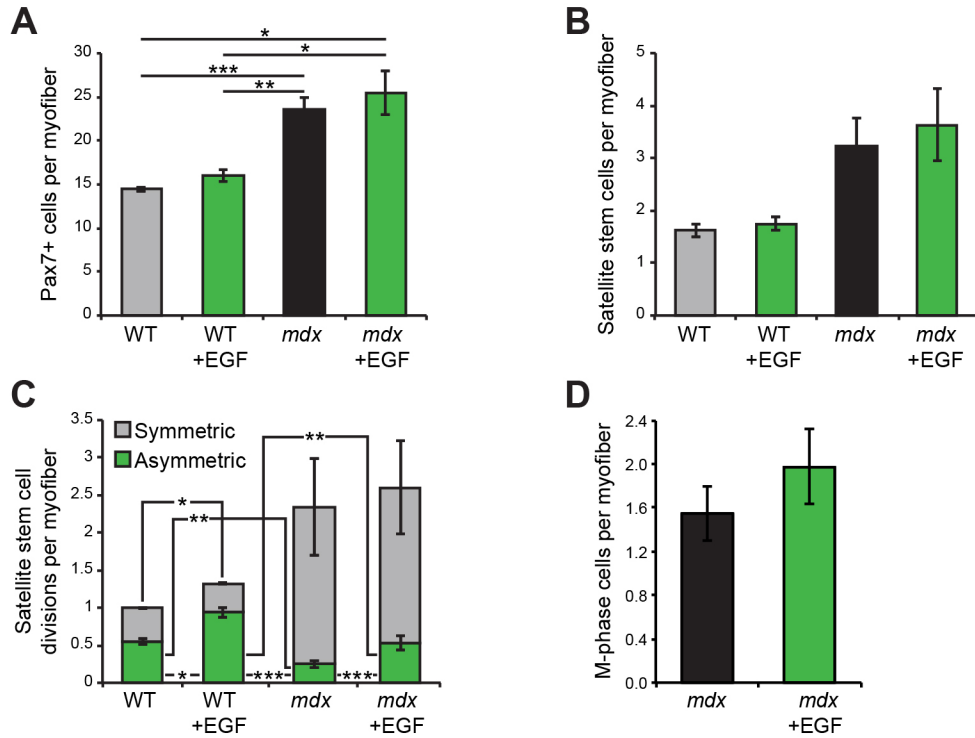 A
Pax7+ cells per myofiber
30
25
20
15
10
5
0
*
*
***
**
WT
WT
+EGF
mdx
mdx
+EGF
B
Satellite stem cells per myofiber
5
4
3
2
1
0
WT
WT
+EGF
mdx
mdx
+EGF
C
Satellite stem cell
divisions per myofiber
3.5
3
2.5
2
1.5
1
0.5
0
Symmetric
Asymmetric
**
*
**
*
***
***
WT
WT
+EGF
mdx
mdx
+EGF
D
M-phase cells per myofiber
2.4
2.0
1.6
1.2
1.4
0.6
0.0
mdx
mdx
+EGF